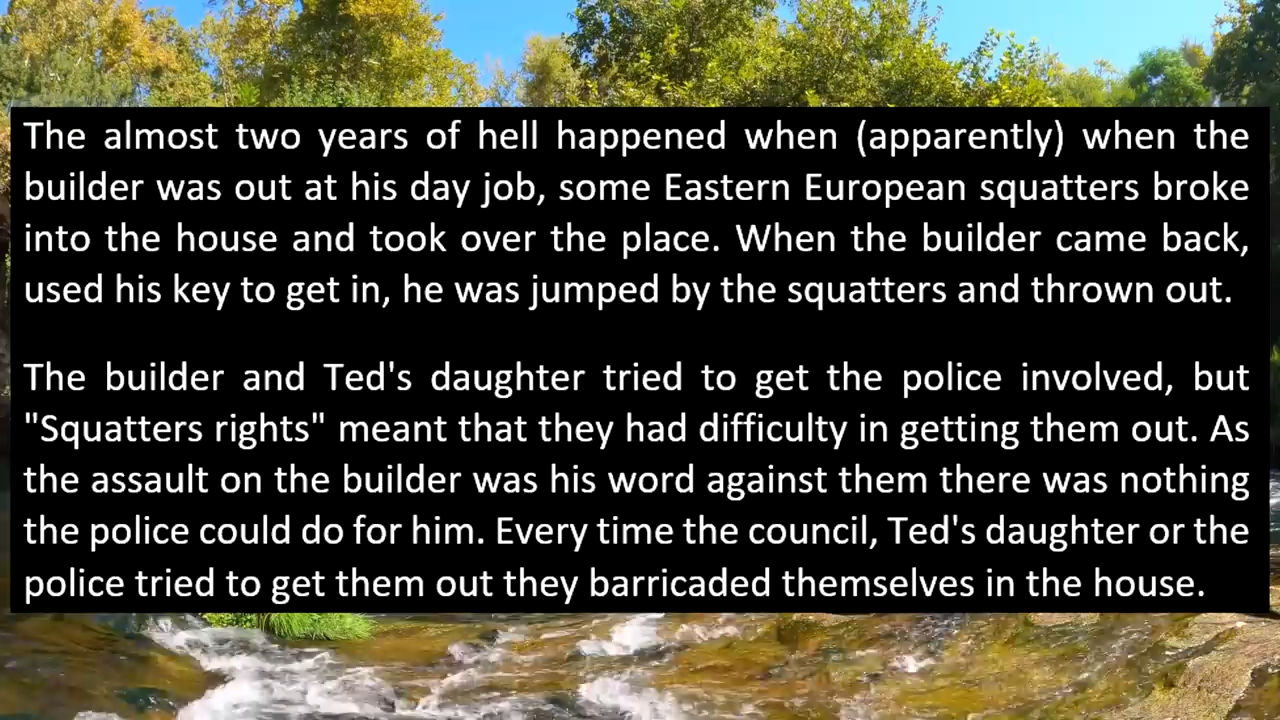 The almost two years of hell happened when (apparently) when the
builder was out at his day job, some Eastern European squatters broke
into the house and took over the place. When the builder came back,
used his key to get in, he was jumped by the squatters and thrown out.
The builder and Ted's daughter tried to get the police involved, but
"Squatters rights" meant that they had difficulty in getting them out. As
the assault on the builder was his word against them there was nothing
the police could do for him. Every time the council, Ted's daughter or the
police tried to get them out they barricaded themselves in the house.